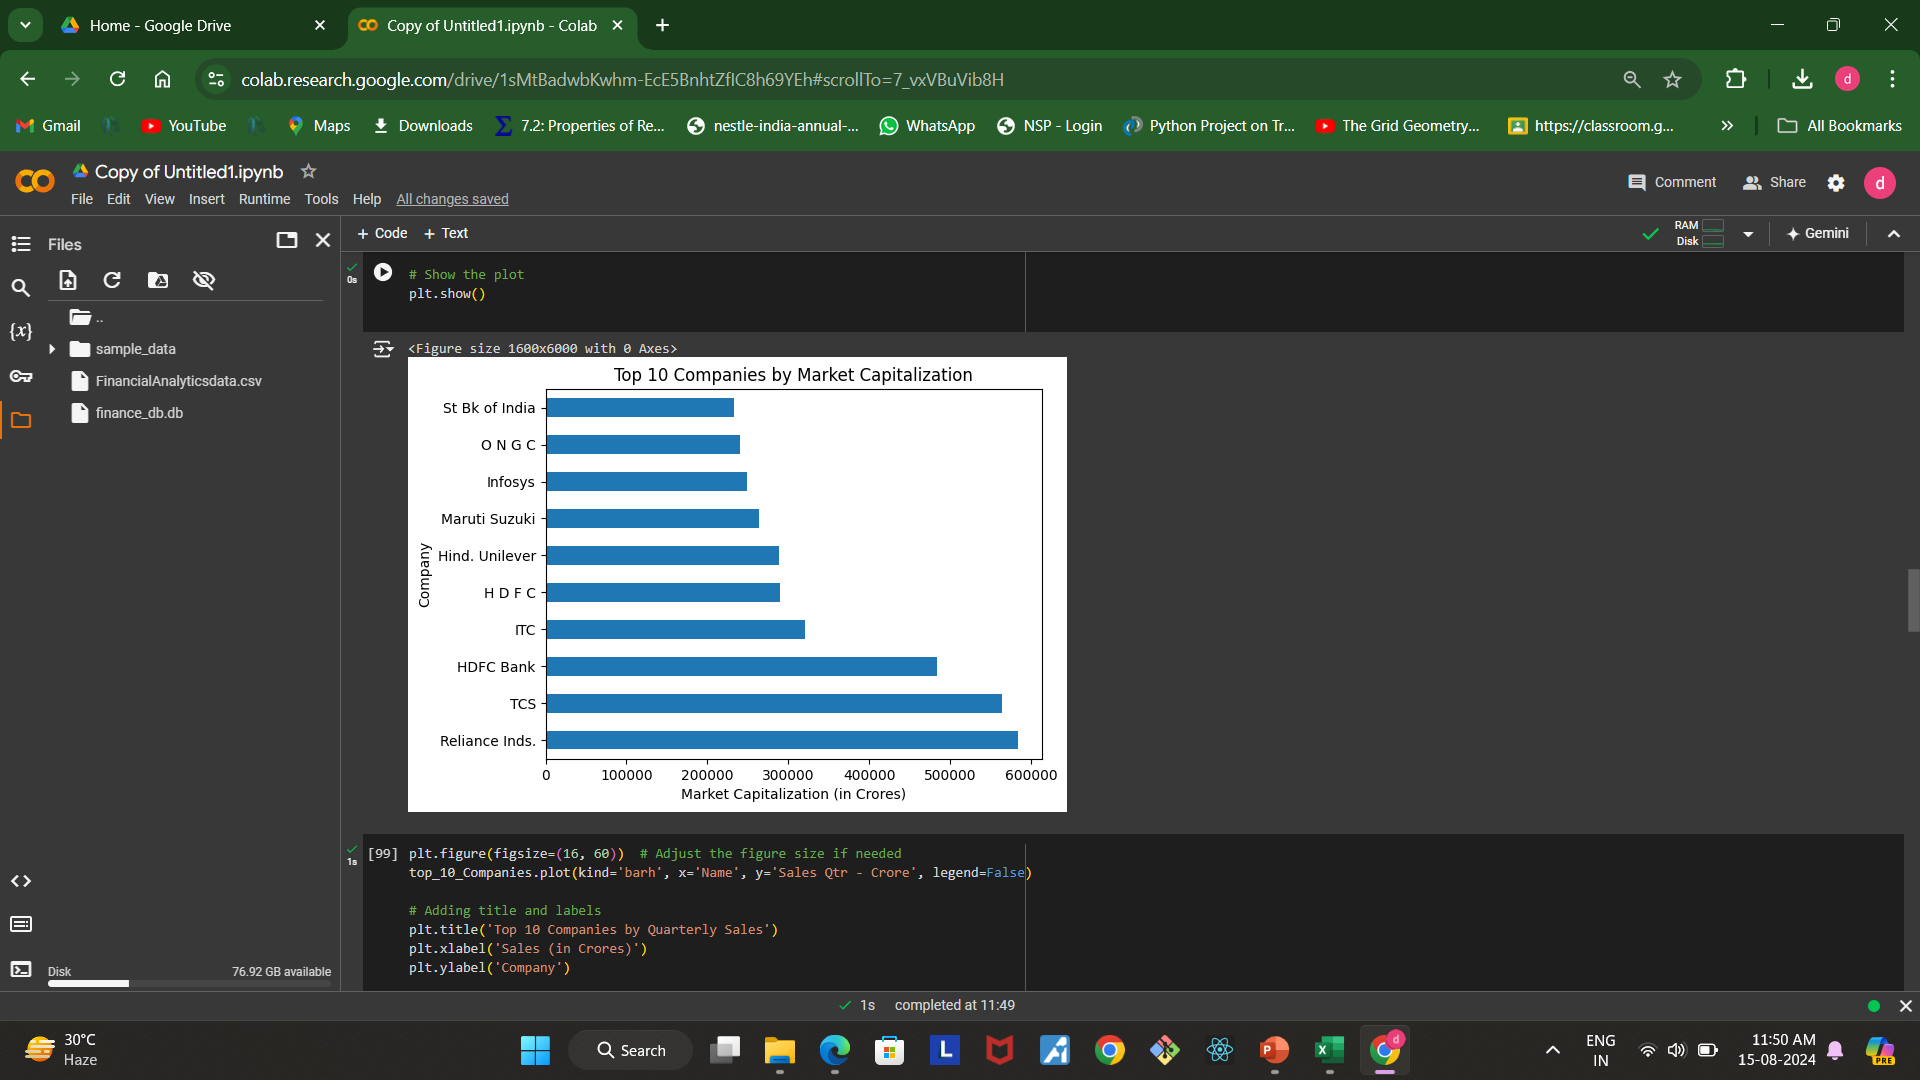 Home - Google Drive
Copy of Untitled1.ipynb - Colab
colab.research.google.com/drive/1sMtBadwbKwhm-EcE5BnhtZflC8h69YEh#scrollTo=7_vxVBuVib8H
d
Gmail
YouTube
Maps
Downloads
7.2: Properties of Re...
nestle-india-annual-...
WhatsApp
NSP - Login
Python Project on Tr...
The Grid Geometry...
https://classroom.g...
All Bookmarks
Copy of Untitled1.ipynb
File Edit View Insert Runtime Tools Help All changes saved
Comment
Share
d
Files
+ Code + Text
RAM
Disk
Gemini
..
sample_data
FinancialAnalyticsdata.csv
finance_db.db
{x}
Disk 76.92 GB available
0s
# Show the plot
plt.show()
<Figure size 1600x6000 with 0 Axes>
Top 10 Companies by Market Capitalization
Company
St Bk of India
O N G C
Infosys
Maruti Suzuki
Hind. Unilever
H D F C
ITC
HDFC Bank
TCS
Reliance Inds.
0 100000 200000 300000 400000 500000 600000
Market Capitalization (in Crores)
1s
[99] plt.figure(figsize=(16, 60)) # Adjust the figure size if needed
top_10_Companies.plot(kind='barh', x='Name', y='Sales Qtr - Crore', legend=False)
# Adding title and labels
plt.title('Top 10 Companies by Quarterly Sales')
plt.xlabel('Sales (in Crores)')
plt.ylabel('Company')
1s completed at 11:49
30°C
Haze
Search
L
P
X
d
ENG
IN
11:50 AM
15-08-2024
PRE